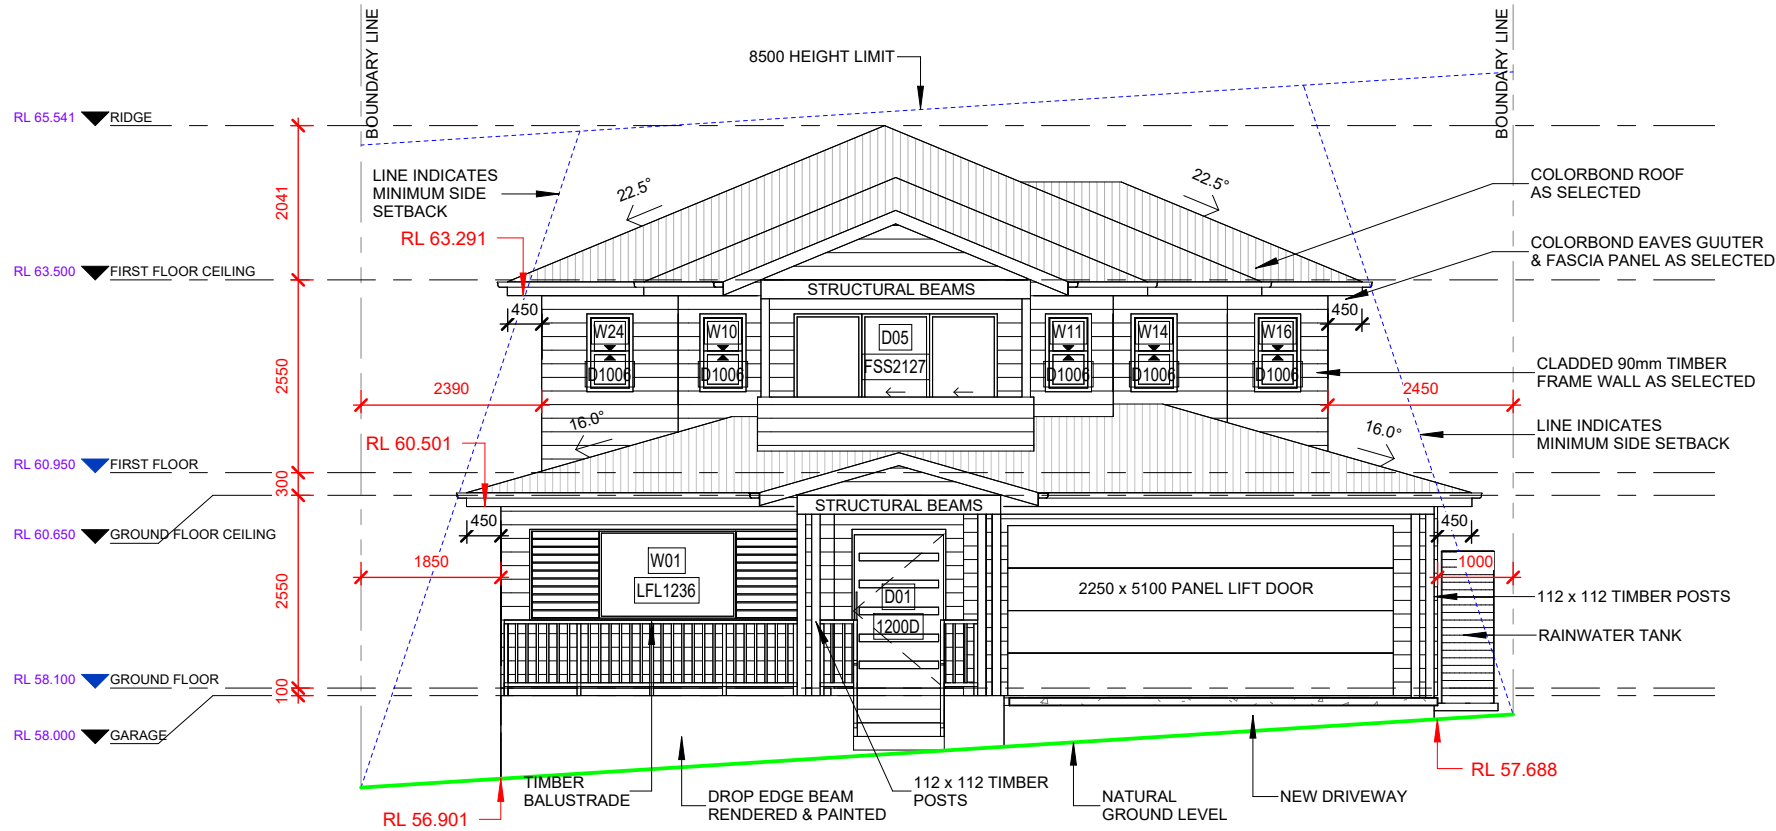 BOUNDARY LINE
BOUNDARY LINE
8500 HEIGHT LIMIT
RL 65.541 RIDGE
LINE INDICATES
MINIMUM SIDE
SETBACK
22.5°
22.5°
COLORBOND ROOF
AS SELECTED
2041
RL 63.291
COLORBOND EAVES GUUTER
& FASCIA PANEL AS SELECTED
RL 63.500 FIRST FLOOR CEILING
STRUCTURAL BEAMS
450
450
W24
W10
D05
W11
W14
W16
FSS2127
D1006
D1006
D1006
D1006
D1006
CLADDED 90mm TIMBER
FRAME WALL AS SELECTED
2550
2390
2450
16.0°
16.0°
LINE INDICATES
MINIMUM SIDE SETBACK
RL 60.501
RL 60.950 FIRST FLOOR
300
STRUCTURAL BEAMS
450
450
RL 60.650 GROUND FLOOR CEILING
1850
1000
W01
LFL1236
D01
1200D
2250 x 5100 PANEL LIFT DOOR
112 x 112 TIMBER POSTS
2550
RAINWATER TANK
RL 58.100 GROUND FLOOR
100
RL 58.000 GARAGE
RL 57.688
TIMBER
BALUSTRADE
DROP EDGE BEAM
RENDERED & PAINTED
112 x 112 TIMBER
POSTS
NATURAL
GROUND LEVEL
NEW DRIVEWAY
RL 56.901